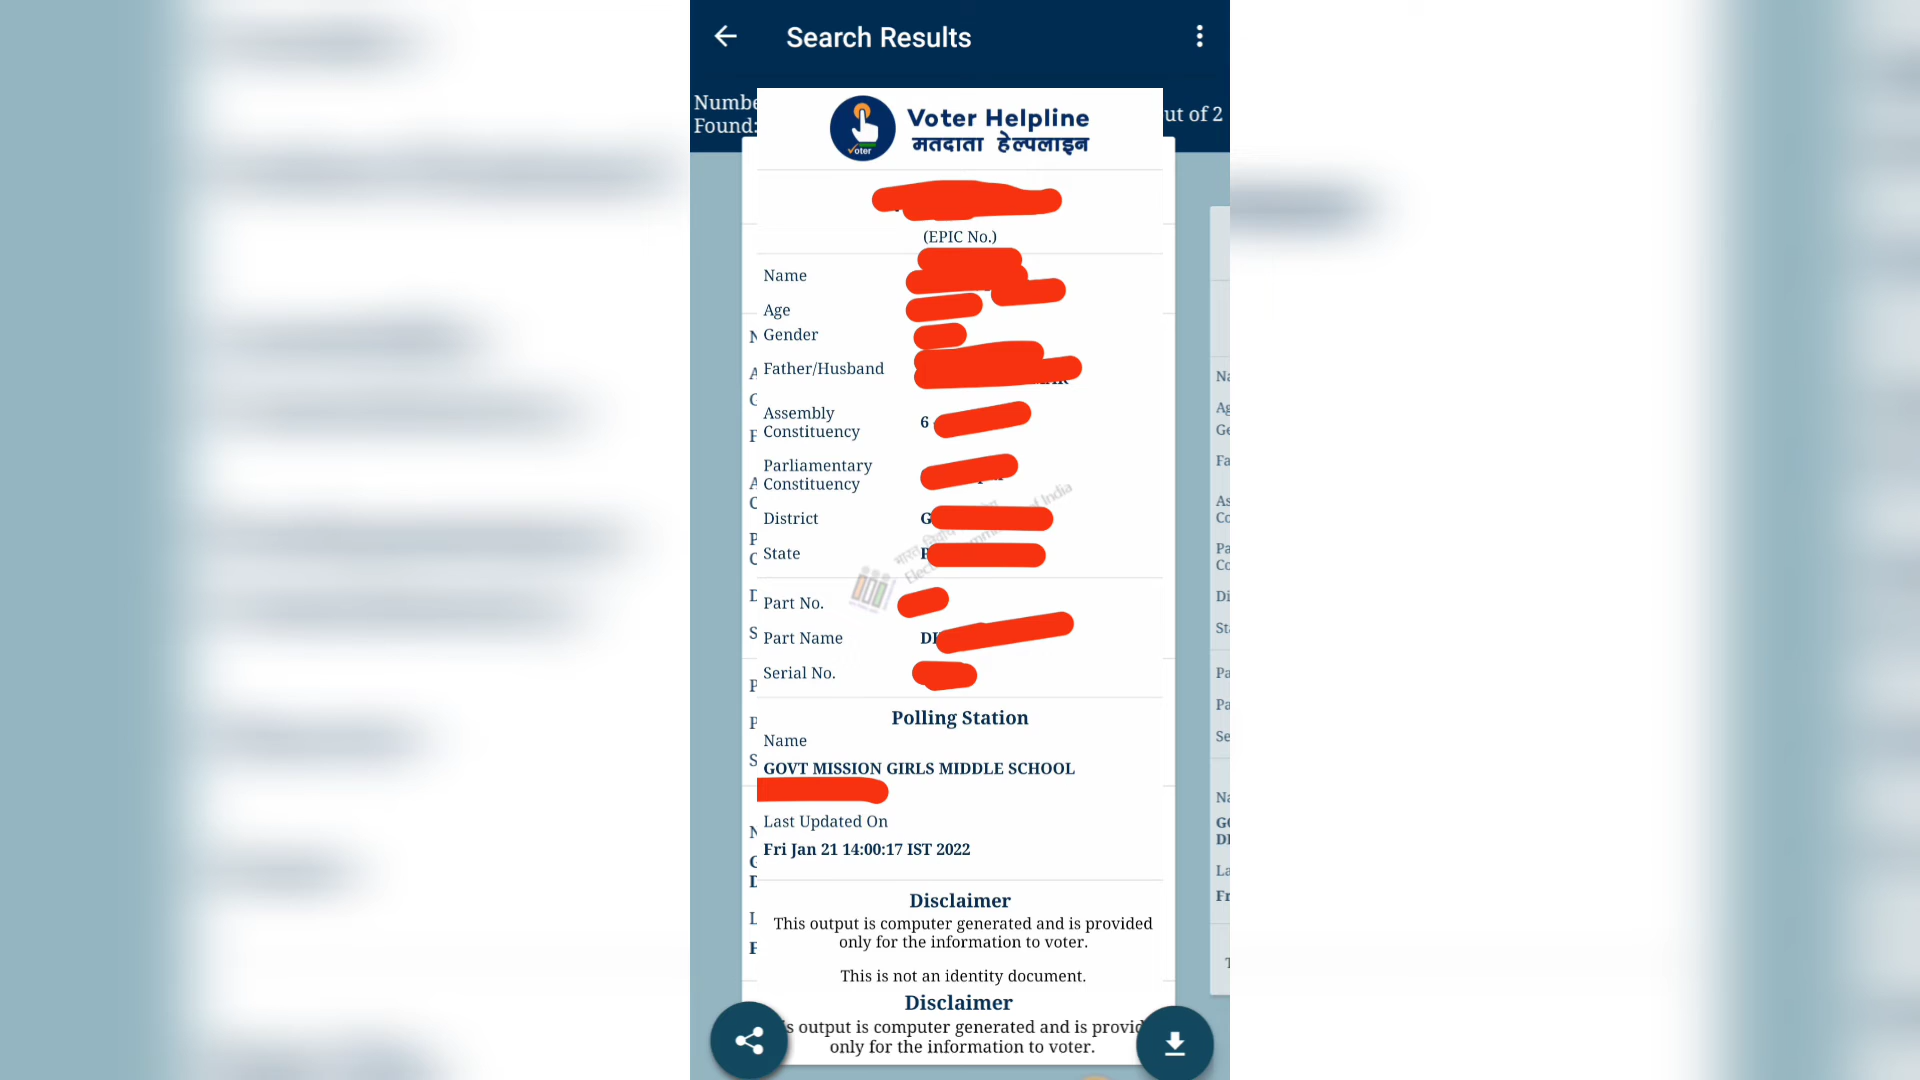 Search Results
Found:
ut of 2
Voter Helpline
मतदाता हेल्पलाइन
(EPIC No.)
Name
Age
Gender
Father/Husband
Assembly
Constituency
6
Parliamentary
Constituency
District
State
Part No.
Part Name
Serial No.
Polling Station
Name
GOVT MISSION GIRLS MIDDLE SCHOOL
Last Updated On
Fri Jan 21 14:00:17 IST 2022
Disclaimer
This output is computer generated and is provided
only for the information to voter.
This is not an identity document.
Disclaimer
output is computer generated and is
only for the information to voter.